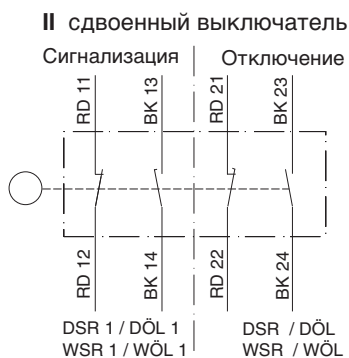 II сдвоенный выключатель
Сигнализация
Отключение
RD 11
BK 13
RD 21
BK 23
RD 12
BK 14
RD 22
BK 24
DSR 1 / DÖL 1
WSR 1 / WÖL 1
DSR / DÖL
WSR / WÖL